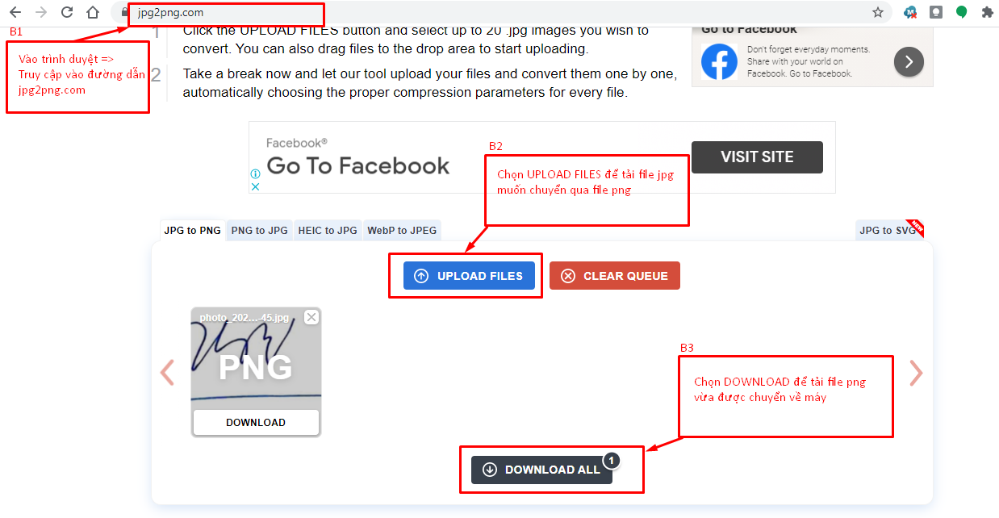 jpg2png.com
B1
Vào trình duyệt =>
Truy cập vào đường dẫn
jpg2png.com
1 Click the UPLOAD FILES button and select up to 20 .jpg images you wish to
convert. You can also drag files to the drop area to start uploading.
2 Take a break now and let our tool upload your files and convert them one by one,
automatically choosing the proper compression parameters for every file.
Go to Facebook
Don't forget everyday moments.
Share with your world on
Facebook. Go to Facebook.
Facebook®
Go To Facebook
VISIT SITE
B2
Chọn UPLOAD FILES để tải file jpg
muốn chuyển qua file png
JPG to PNG PNG to JPG HEIC to JPG WebP to JPEG JPG to SVG
NEW
UPLOAD FILES CLEAR QUEUE
photo_202...-45.jpg
PNG
DOWNLOAD
B3
Chọn DOWNLOAD để tải file png
vừa được chuyển về máy
DOWNLOAD ALL 1